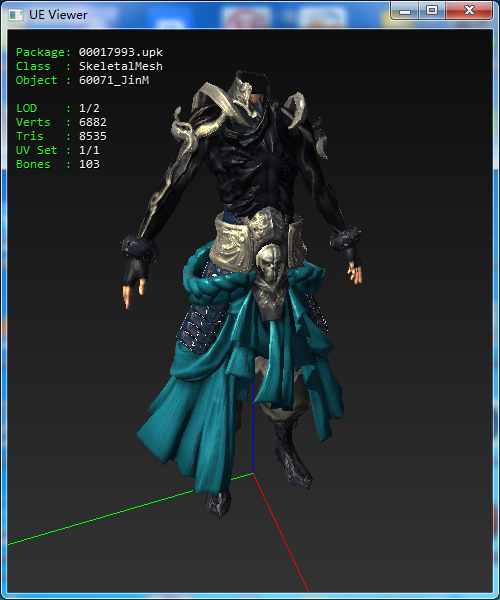 UE Viewer
Package: 00017993.upk
Class : SkeletalMesh
Object : 60071_JinM
LOD : 1/2
Verts : 6882
Tris : 8535
UV Set : 1/1
Bones : 103